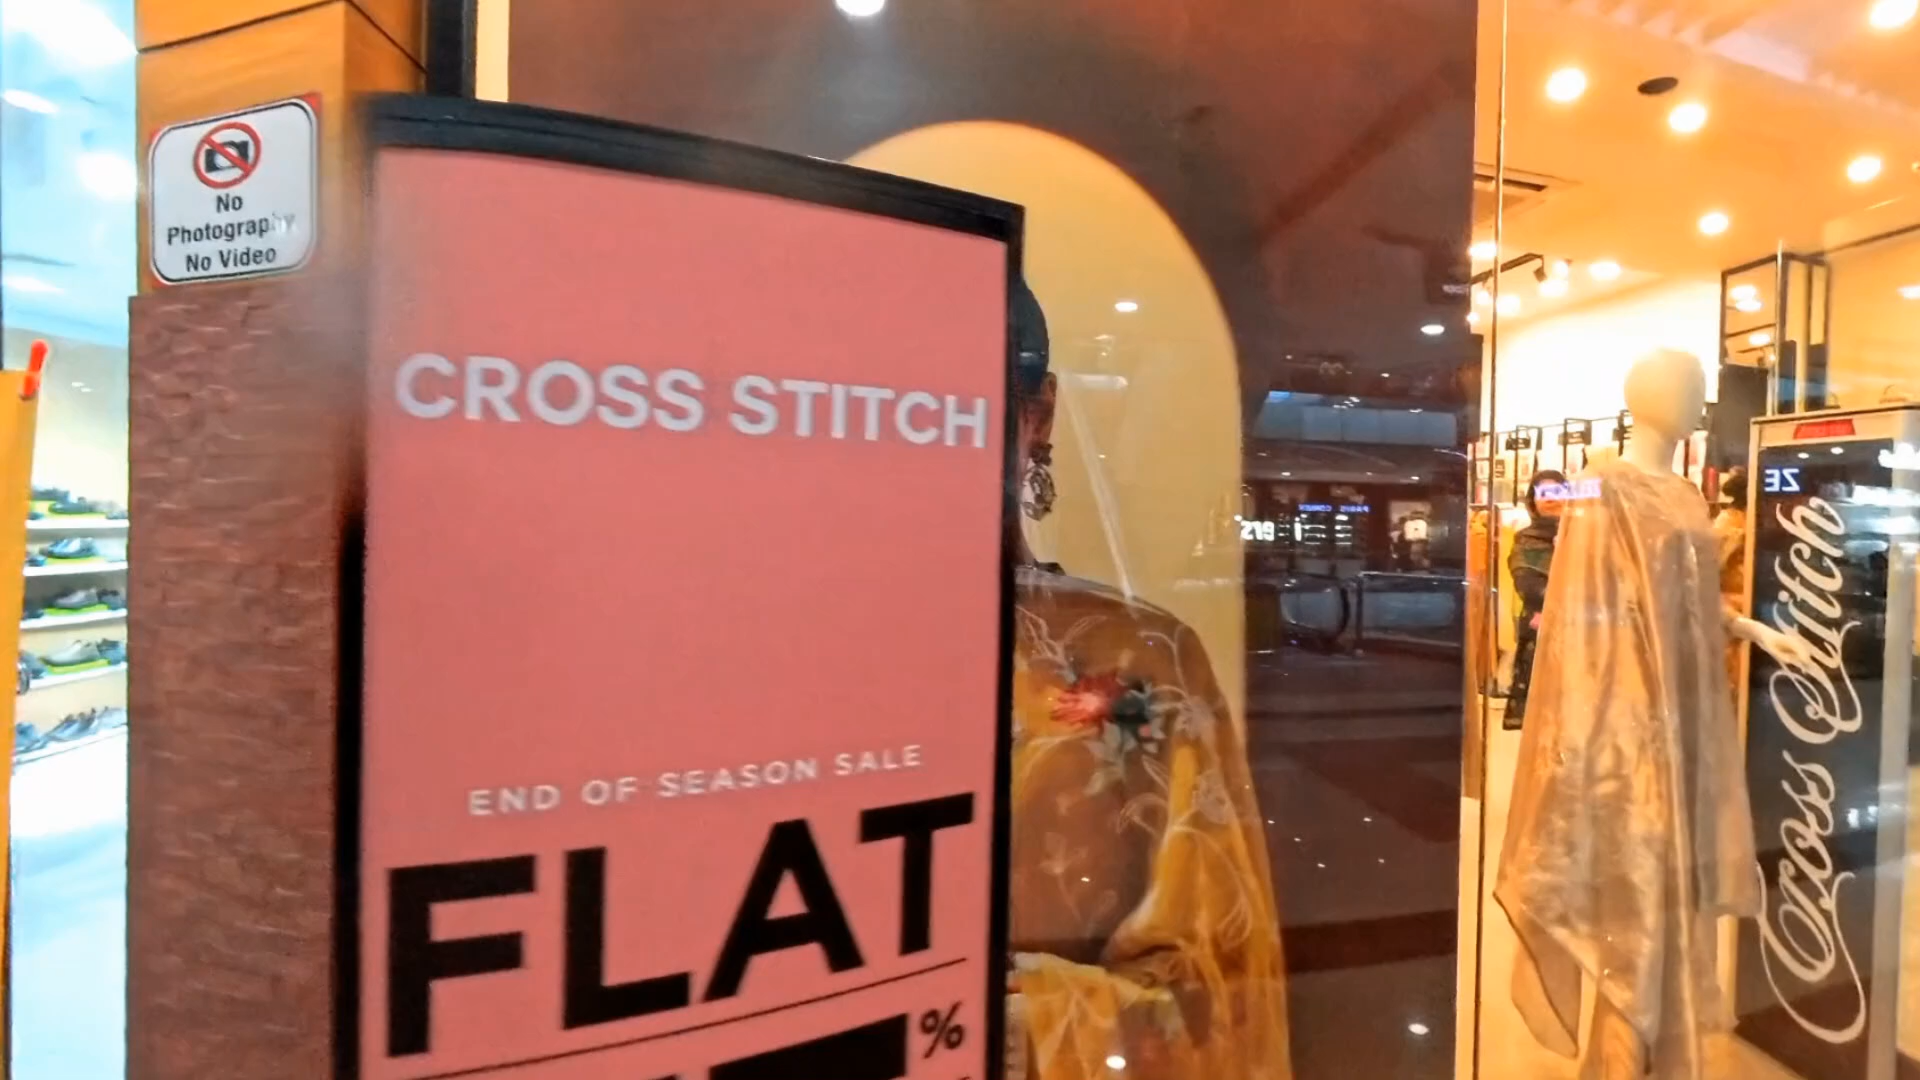 No
Photography
No Video
CROSS STITCH
END OF SEASON SALE
FLAT
%
Cross Stitch